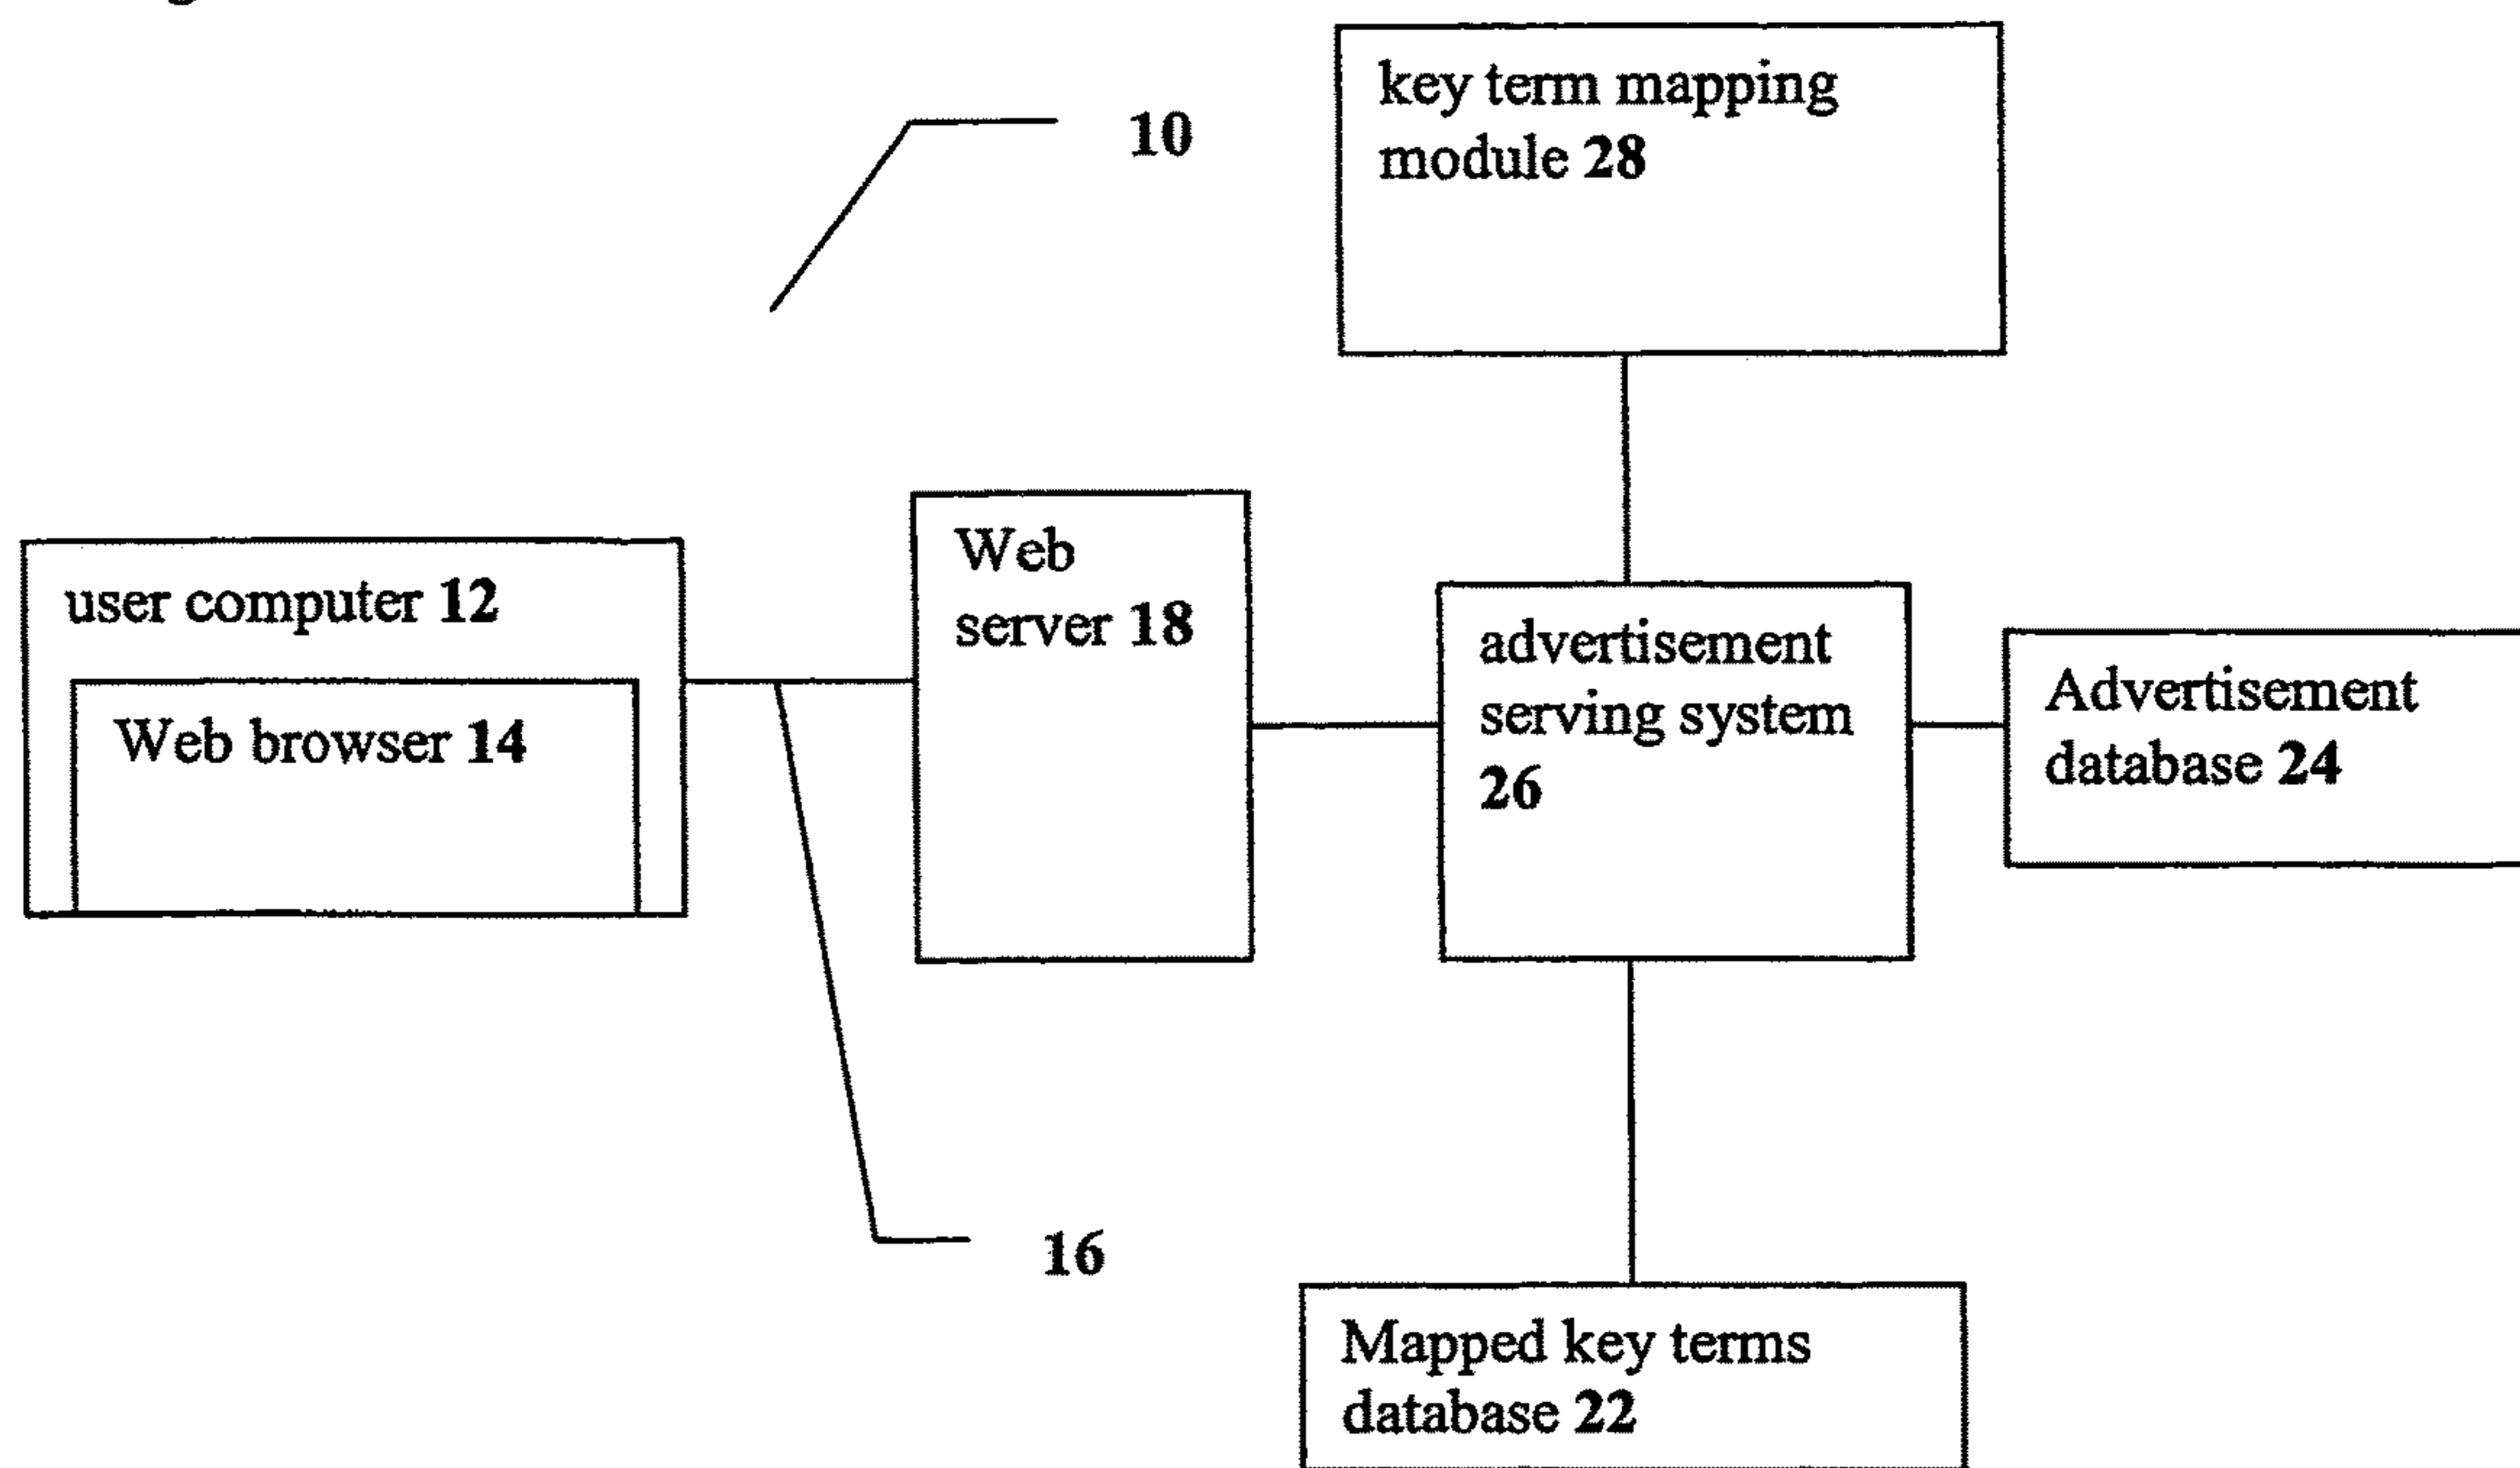 10
key term mapping
module 28
user computer 12
Web browser 14
Web
server 18
advertisement
serving system
26
Advertisement
database 24
16
Mapped key terms
database 22